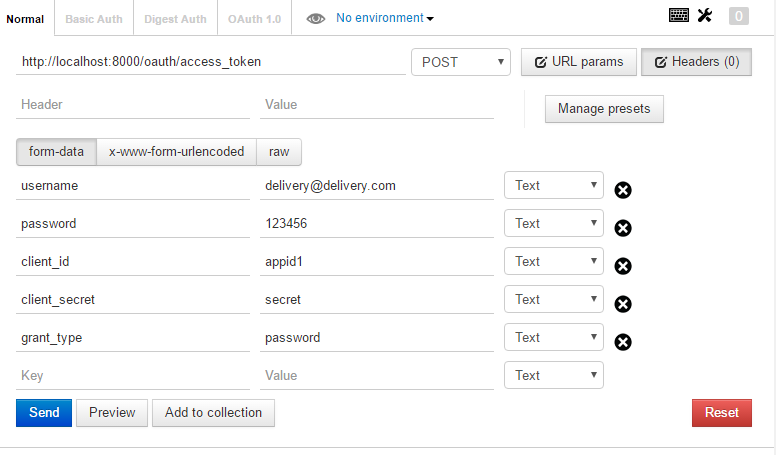 Normal Basic Auth Digest Auth OAuth 1.0 No environment 0
http://localhost:8000/oauth/access_token POST URL params Headers (0)
Header Value Manage presets
form-data x-www-form-urlencoded raw
username delivery@delivery.com Text
password 123456 Text
client_id appid1 Text
client_secret secret Text
grant_type password Text
Key Value Text
Send Preview Add to collection Reset